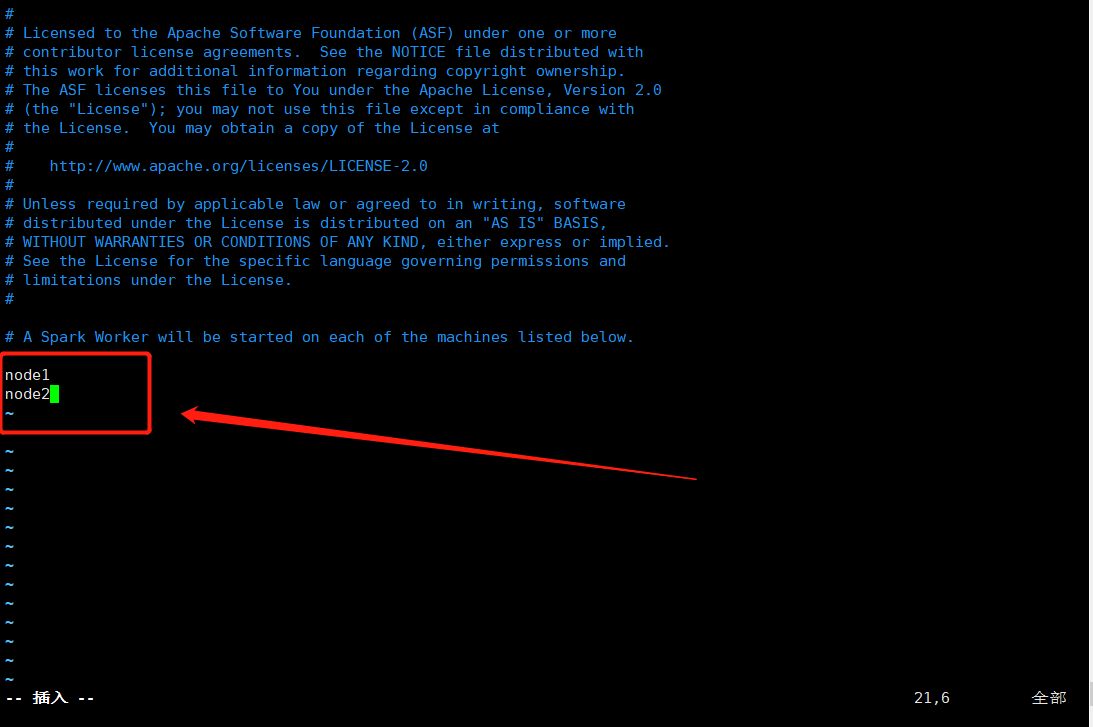 #
# Licensed to the Apache Software Foundation (ASF) under one or more
# contributor license agreements.  See the NOTICE file distributed with
# this work for additional information regarding copyright ownership.
# The ASF licenses this file to You under the Apache License, Version 2.0
# (the "License"); you may not use this file except in compliance with
# the License.  You may obtain a copy of the License at
#
#    http://www.apache.org/licenses/LICENSE-2.0
#
# Unless required by applicable law or agreed to in writing, software
# distributed under the License is distributed on an "AS IS" BASIS,
# WITHOUT WARRANTIES OR CONDITIONS OF ANY KIND, either express or implied.
# See the License for the specific language governing permissions and
# limitations under the License.
#
# A Spark Worker will be started on each of the machines listed below.
node1
node2
~
~
~
~
~
~
~
~
~
~
~
~
~
~
-- 插入 -- 21,6 全部